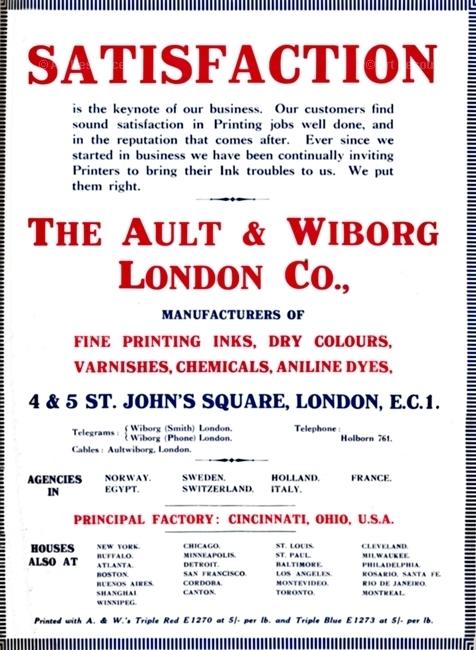 SATISFACTION
is the keynote of our business. Our customers find
sound satisfaction in Printing jobs well done, and
in the reputation that comes after. Ever since we
started in business we have been continually inviting
Printers to bring their Ink troubles to us. We put
them right.
THE AULT & WIBORG
LONDON CO.,
MANUFACTURERS OF
FINE PRINTING INKS, DRY COLOURS,
VARNISHES, CHEMICALS, ANILINE DYES,
4 & 5 ST. JOHN'S SQUARE, LONDON, E.C.1.
Telegrams: { Wiborg (Smith) London. Telephone:
{ Wiborg (Phone) London. Holborn 761.
Cables: Aultwiborg, London.
AGENCIES IN
NORWAY. SWEDEN. HOLLAND. FRANCE.
EGYPT. SWITZERLAND. ITALY.
PRINCIPAL FACTORY: CINCINNATI, OHIO, U.S.A.
HOUSES ALSO AT
NEW YORK. CHICAGO. ST. LOUIS. CLEVELAND.
BUFFALO. MINNEAPOLIS. ST. PAUL. MILWAUKEE.
ATLANTA. DETROIT. BALTIMORE. PHILADELPHIA.
BOSTON. SAN FRANCISCO. LOS ANGELES. ROSARIO, SANTA FE.
BUENOS AIRES. CORDOBA. MONTEVIDEO. RIO DE JANEIRO.
SHANGHAI CANTON. TORONTO. MONTREAL.
WINNIPEG.
Printed with A. & W.'s Triple Red E1270 at 5/- per lb. and Triple Blue E1273 at 5/- per lb.